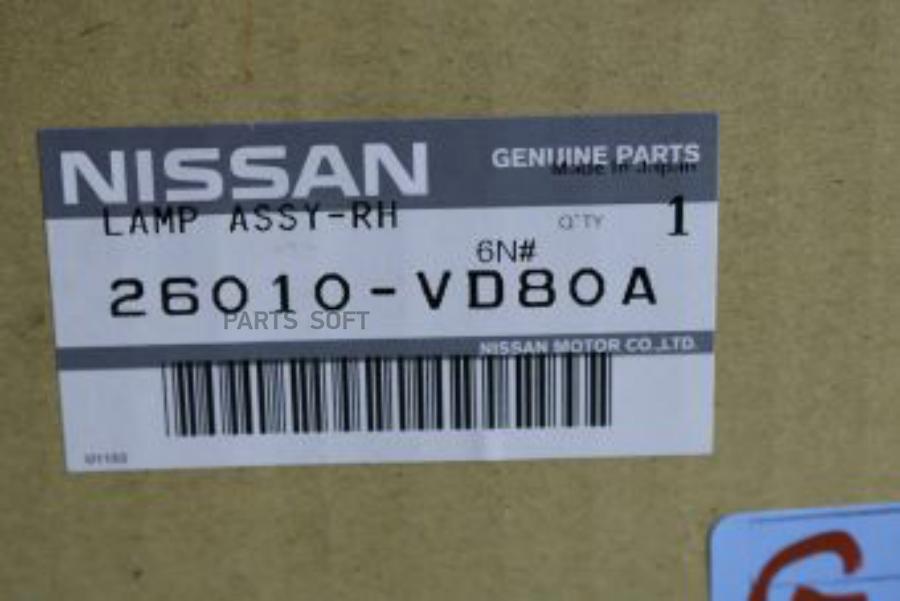 NISSAN
GENUINE PARTS
Made in Japan
LAMP ASSY-RH
Q'TY
1
6N#
26010-VD80A
PARTS SOFT
NISSAN MOTOR CO.,LTD.